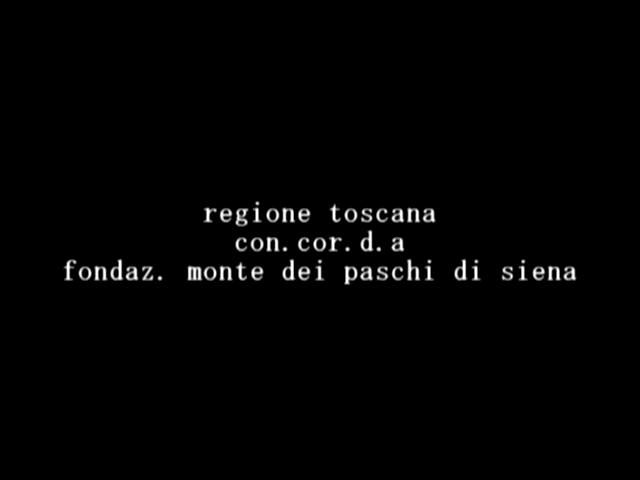 regione toscana
con.cor.d.a
fondaz. monte dei paschi di siena